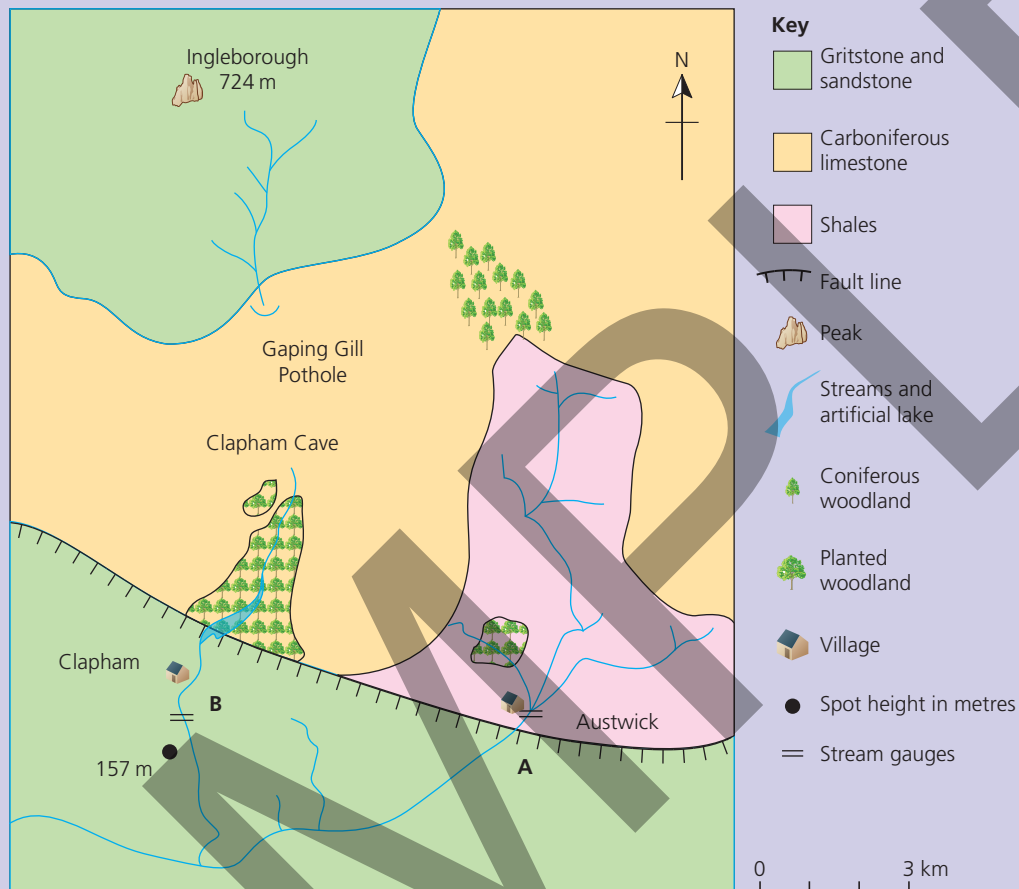 Ingleborough
724 m
N
Gaping Gill
Pothole
Clapham Cave
Clapham
B
157 m
Austwick
A
Key
Gritstone and
sandstone
Carboniferous
limestone
Shales
Fault line
Peak
Streams and
artificial lake
Coniferous
woodland
Planted
woodland
Village
Spot height in metres
Stream gauges
0 3 km